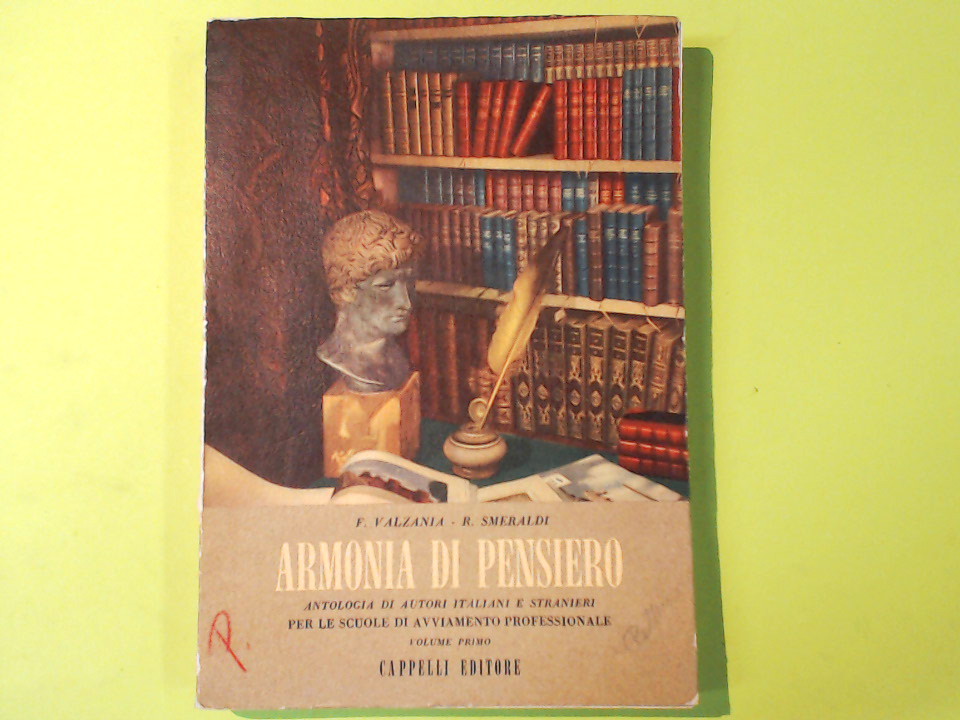 F. VALZANIA - R. SMERALDI
ARMONIA DI PENSIERO
ANTOLOGIA DI AUTORI ITALIANI E STRANIERI
PER LE SCUOLE DI AVVIAMENTO PROFESSIONALE
VOLUME PRIMO
CAPPELLI EDITORE
P.